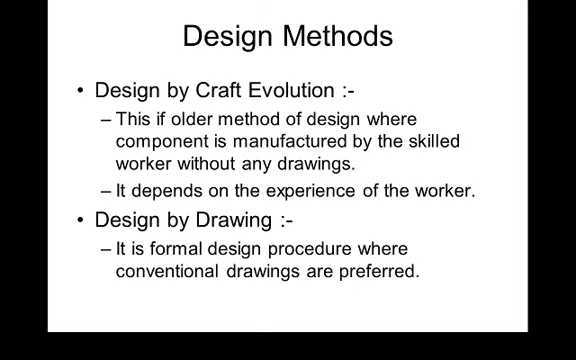 Design Methods
• Design by Craft Evolution :-
– This if older method of design where
component is manufactured by the skilled
worker without any drawings.
– It depends on the experience of the worker.
• Design by Drawing :-
– It is formal design procedure where
conventional drawings are preferred.